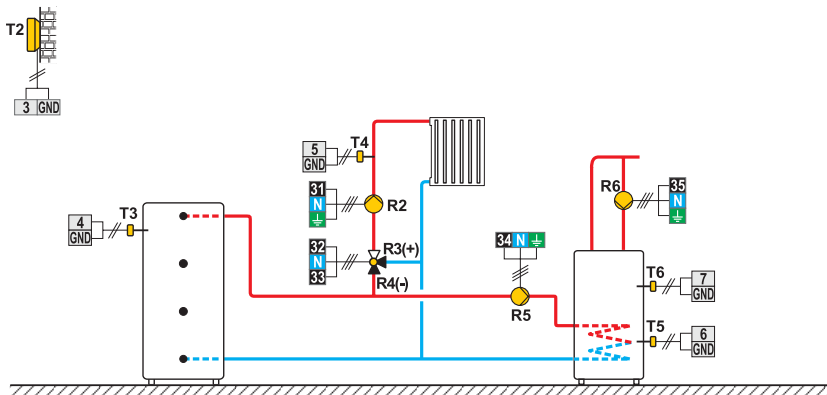 T2
3 GND
5
GND
T4
31
N
R2
R6
35
N
4
GND
T3
32
N
33
R3(+)
R4(-)
34 N
R5
T6
7
GND
T5
6
GND